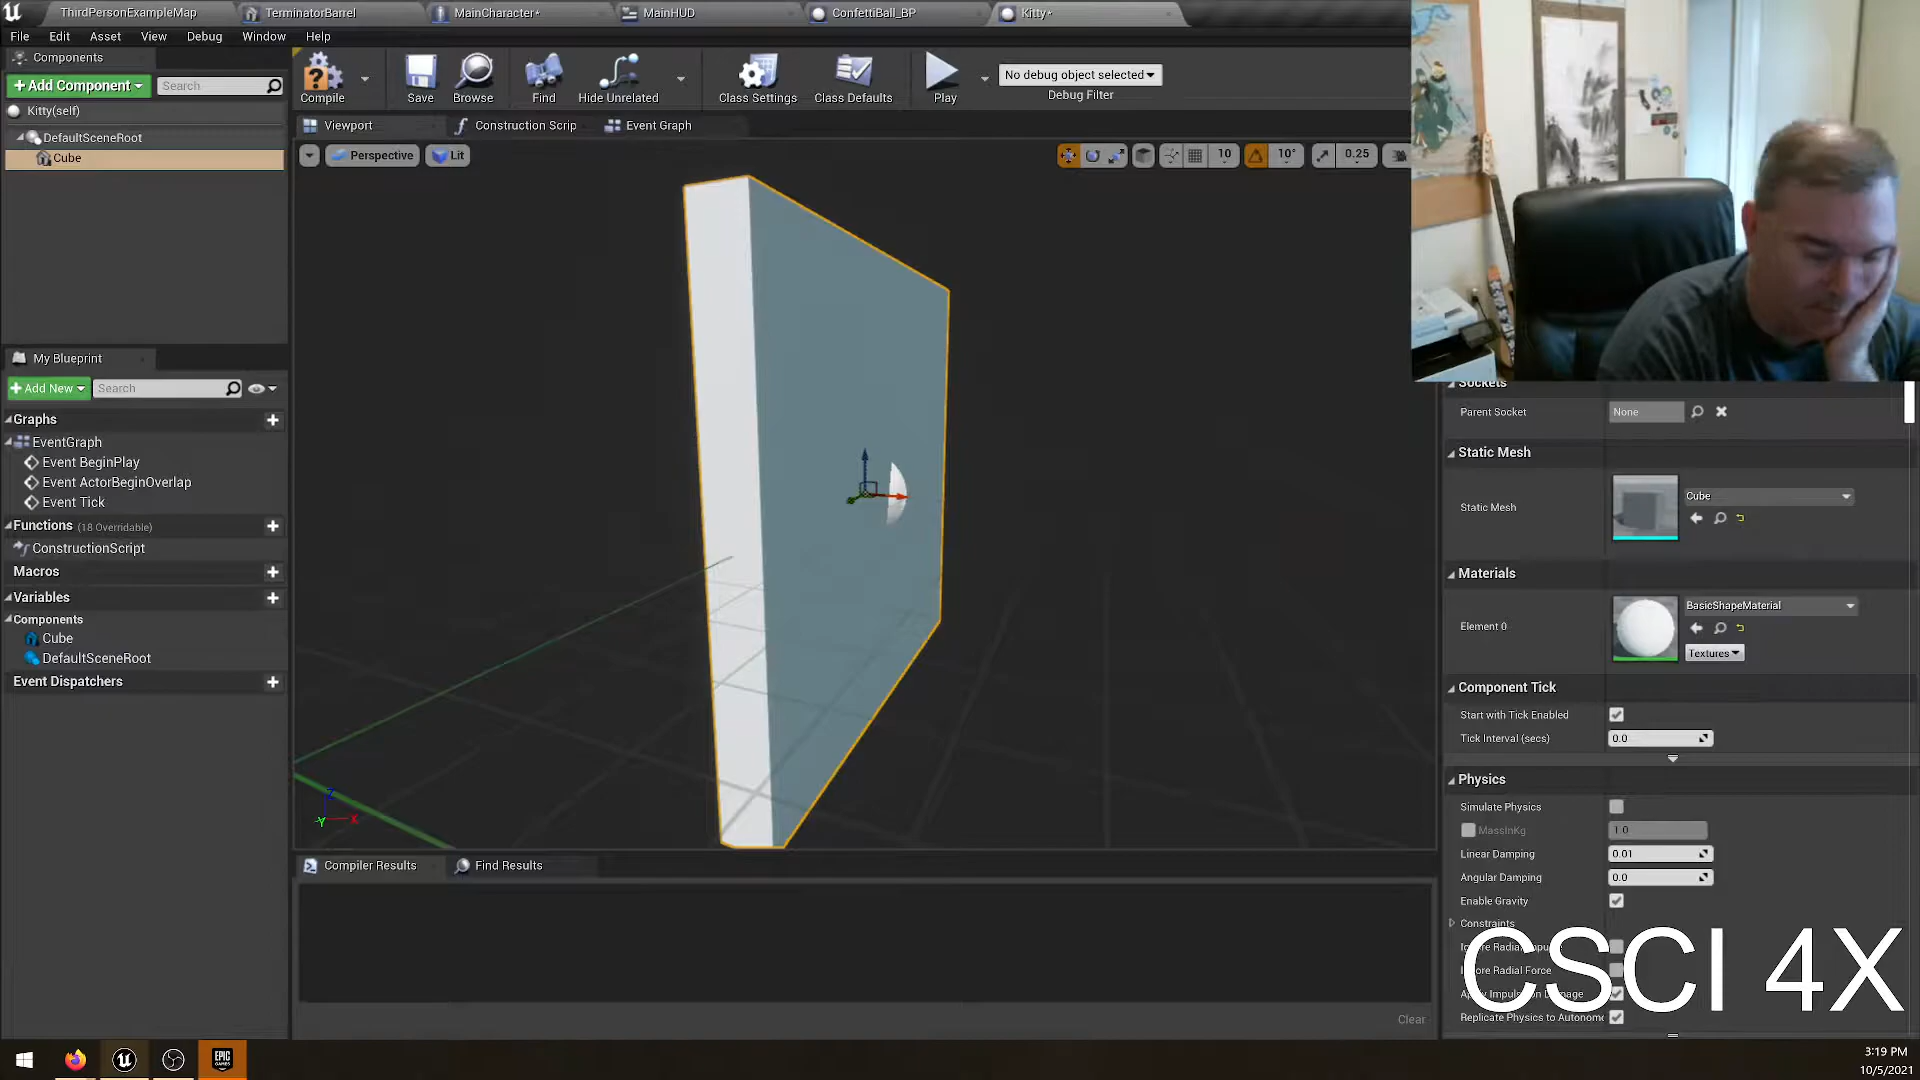 ThirdPersonExampleMap
TerminatorBarrel
MainCharacter*
MainHUD
ConfettiBall_BP
Kitty*
File Edit Asset View Debug Window Help
Components
+ Add Component
Search
Kitty(self)
DefaultSceneRoot
Cube
Compile
Save
Browse
Find
Hide Unrelated
Class Settings
Class Defaults
Play
No debug object selected
Debug Filter
Viewport
Construction Scrip
Event Graph
Perspective
Lit
10
10°
0.25
My Blueprint
+ Add New
Search
Graphs
EventGraph
Event BeginPlay
Event ActorBeginOverlap
Event Tick
Functions (18 Overridable)
ConstructionScript
Macros
Variables
Components
Cube
DefaultSceneRoot
Event Dispatchers
Z
Y
X
Compiler Results
Find Results
Clear
Sockets
Parent Socket
None
Static Mesh
Static Mesh
Cube
Materials
Element 0
BasicShapeMaterial
Textures
Component Tick
Start with Tick Enabled
Tick Interval (secs)
0.0
Physics
Simulate Physics
MassInKg
1.0
Linear Damping
0.01
Angular Damping
0.0
Enable Gravity
Constraints
Radial
Radial Force
Replicate Physics to Autonom
CSCI 4X
EPIC
GAMES
3:19 PM
10/5/2021